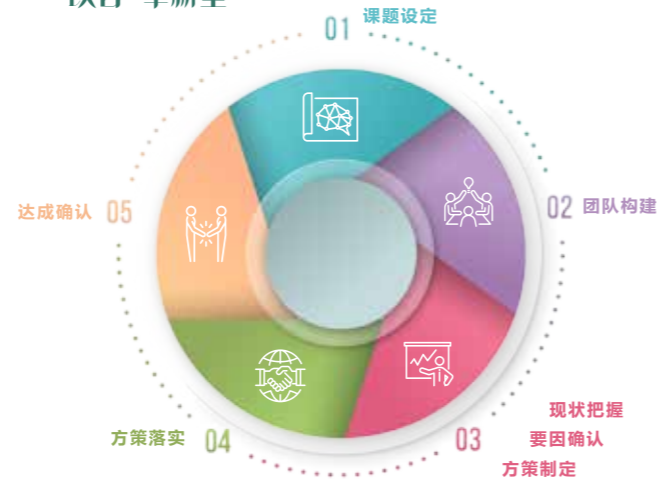 01 课题设定
02 团队构建
03 现状把握
要因确认
方策制定
04 方策落实
05 达成确认